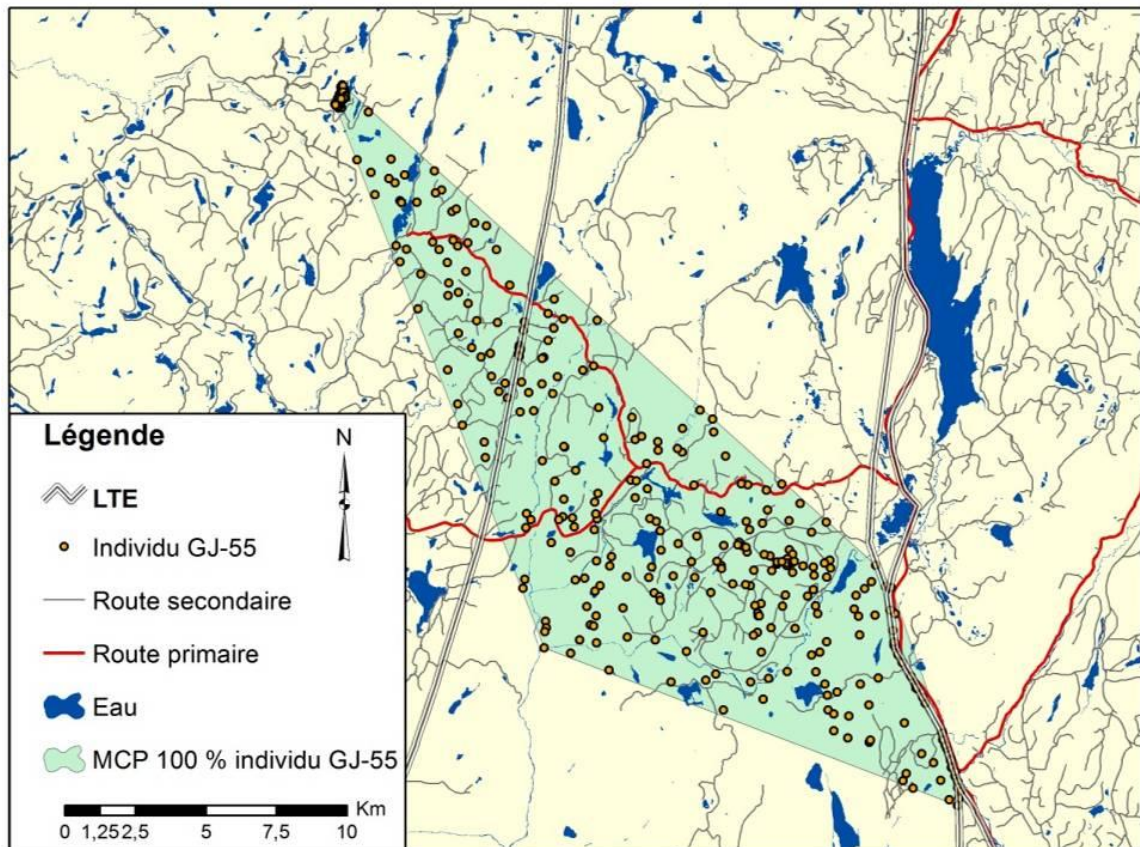 Légende
N
LTE
Individu GJ-55
Route secondaire
Route primaire
Eau
MCP 100 % individu GJ-55
Km
0 1,25 2,5 5 7,5 10